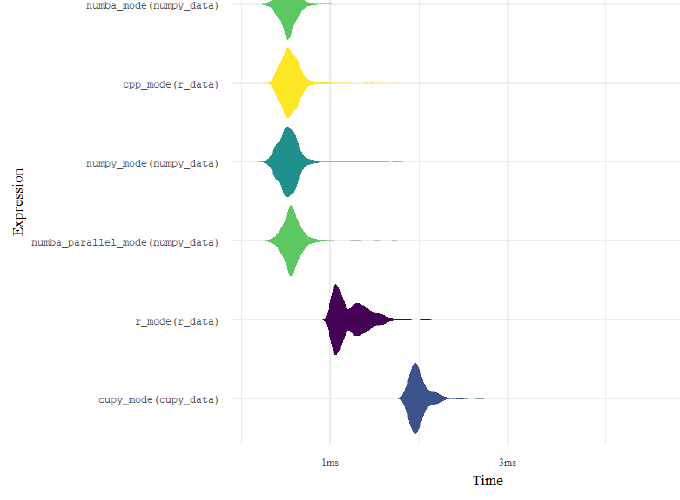 numba_mode(numpy_data)
cpp_mode(r_data)
numpy_mode(numpy_data)
Expression
numba_parallel_mode(numpy_data)
r_mode(r_data)
cupy_mode(cupy_data)
1ms 3ms
Time